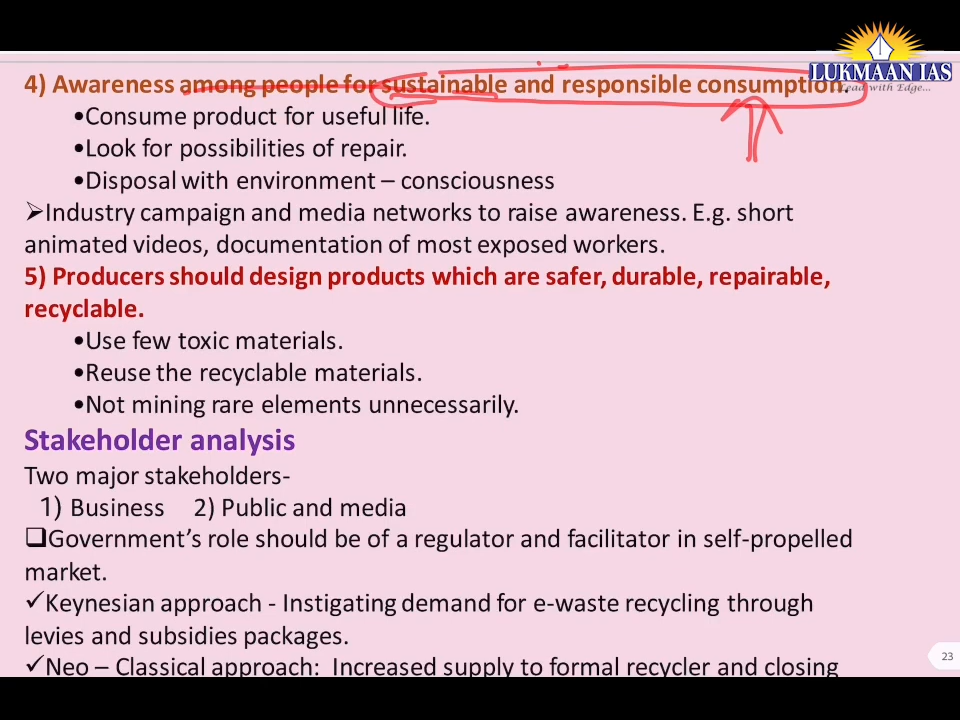 LUKMAAN IAS
Lead with Edge...
4) Awareness among people for sustainable and responsible consumption.
•Consume product for useful life.
•Look for possibilities of repair.
•Disposal with environment – consciousness
➢Industry campaign and media networks to raise awareness. E.g. short
animated videos, documentation of most exposed workers.
5) Producers should design products which are safer, durable, repairable,
recyclable.
•Use few toxic materials.
•Reuse the recyclable materials.
•Not mining rare elements unnecessarily.
Stakeholder analysis
Two major stakeholders-
1) Business 2) Public and media
❑Government’s role should be of a regulator and facilitator in self-propelled
market.
✓Keynesian approach - Instigating demand for e-waste recycling through
levies and subsidies packages.
✓Neo – Classical approach: Increased supply to formal recycler and closing
23